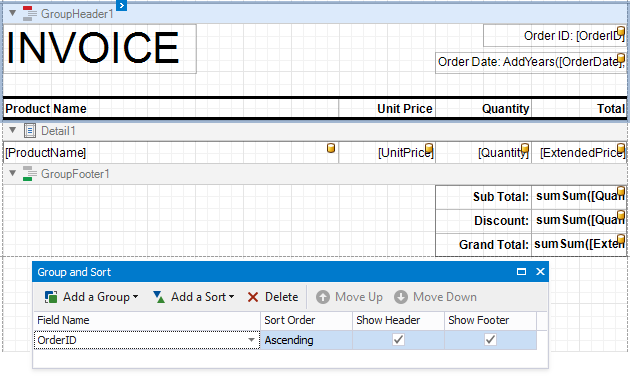 GroupHeader1
INVOICE
Order ID: [OrderID]
Order Date: AddYears([OrderDate],
Product Name Unit Price Quantity Total
Detail1
[ProductName] [UnitPrice] [Quantity] [ExtendedPrice]
GroupFooter1
Sub Total: sumSum([Quan
Discount: sumSum([Quan
Grand Total: sumSum([Exten
Group and Sort
Add a Group Add a Sort Delete Move Up Move Down
Field Name Sort Order Show Header Show Footer
OrderID Ascending